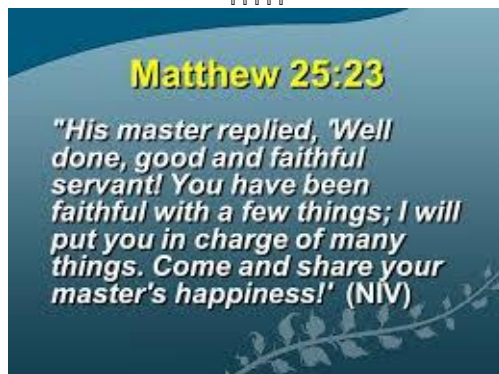 Matthew 25:23
"His master replied, 'Well
done, good and faithful
servant! You have been
faithful with a few things; I will
put you in charge of many
things. Come and share your
master's happiness!' (NIV)